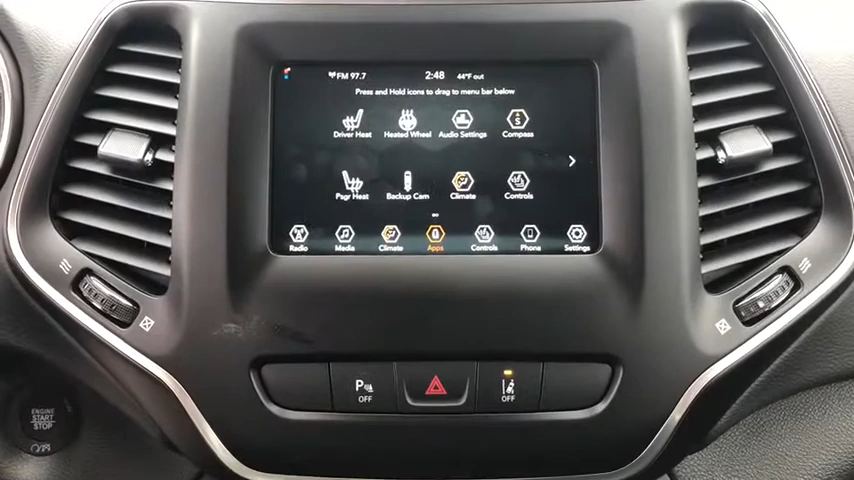 FM 97.7 2:48 44°F out
Press and Hold icons to drag to menu bar below
Driver Heat Heated Wheel Audio Settings Compass
S
Psgr Heat Backup Cam Climate Controls
Radio Media Climate Apps Controls Phone Settings
P OFF
OFF
ENGINE
START
STOP